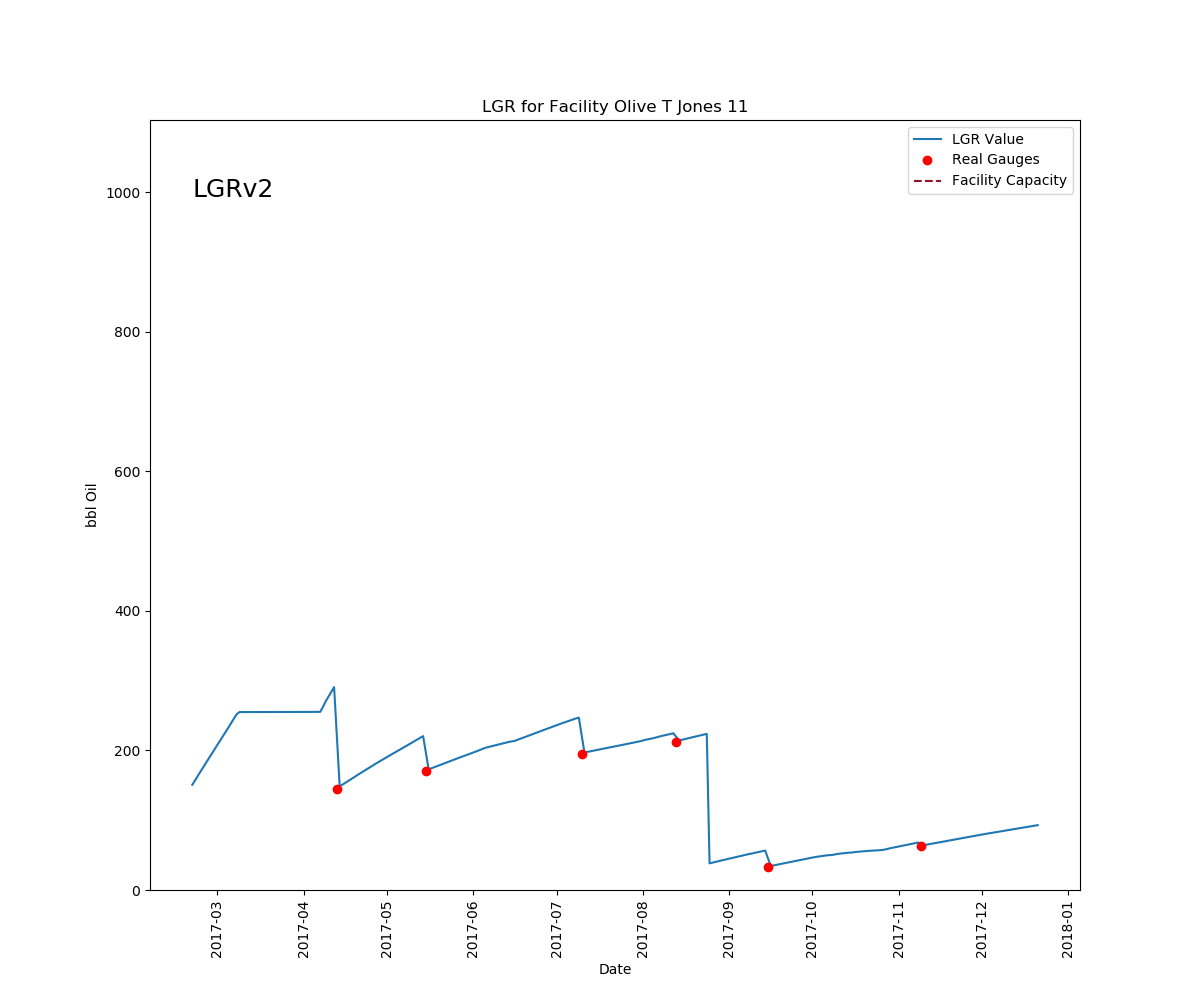 LGR for Facility Olive T Jones 11
LGRv2
LGR Value
Real Gauges
Facility Capacity
bbl Oil
1000
800
600
400
200
0
2017-03
2017-04
2017-05
2017-06
2017-07
2017-08
2017-09
2017-10
2017-11
2017-12
2018-01
Date